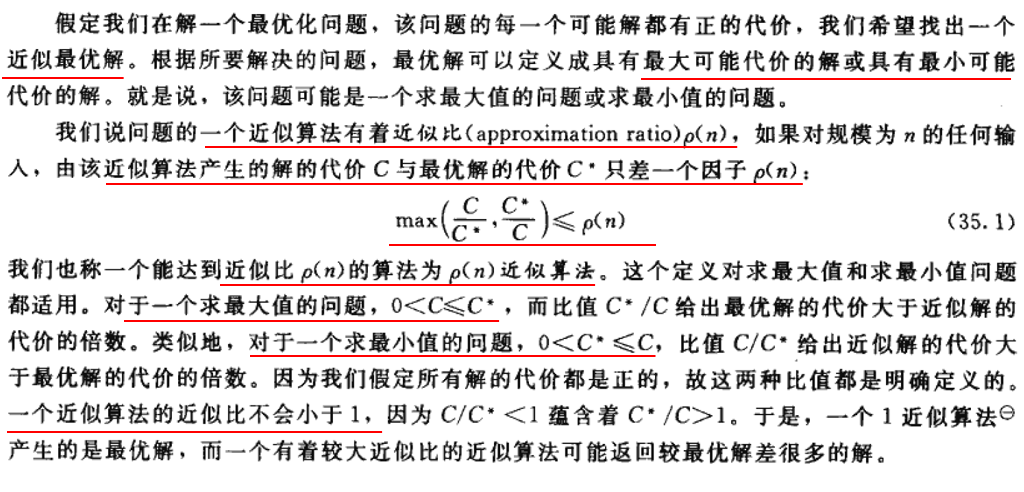 假定我们在解一个最优化问题，该问题的每一个可能解都有正的代价，我们希望找出一个
近似最优解。根据所要解决的问题，最优解可以定义成具有最大可能代价的解或具有最小可能
代价的解。就是说，该问题可能是一个求最大值的问题或求最小值的问题。
我们说问题的一个近似算法有着近似比(approximation ratio)ρ(n)，如果对规模为 n 的任何输
入，由该近似算法产生的解的代价 C 与最优解的代价 C* 只差一个因子 ρ(n)：
max(C/C*, C*/C) ≤ ρ(n) (35.1)
我们也称一个能达到近似比 ρ(n)的算法为 ρ(n)近似算法。这个定义对求最大值和求最小值问题
都适用。对于一个求最大值的问题，0<C≤C*，而比值 C*/C 给出最优解的代价大于近似解的
代价的倍数。类似地，对于一个求最小值的问题，0<C*≤C，比值 C/C* 给出近似解的代价大
于最优解的代价的倍数。因为我们假定所有解的代价都是正的，故这两种比值都是明确定义的。
一个近似算法的近似比不会小于 1，因为 C/C*<1 蕴含着 C*/C>1。于是，一个 1 近似算法㊀
产生的是最优解，而一个有着较大近似比的近似算法可能返回较最优解差很多的解。